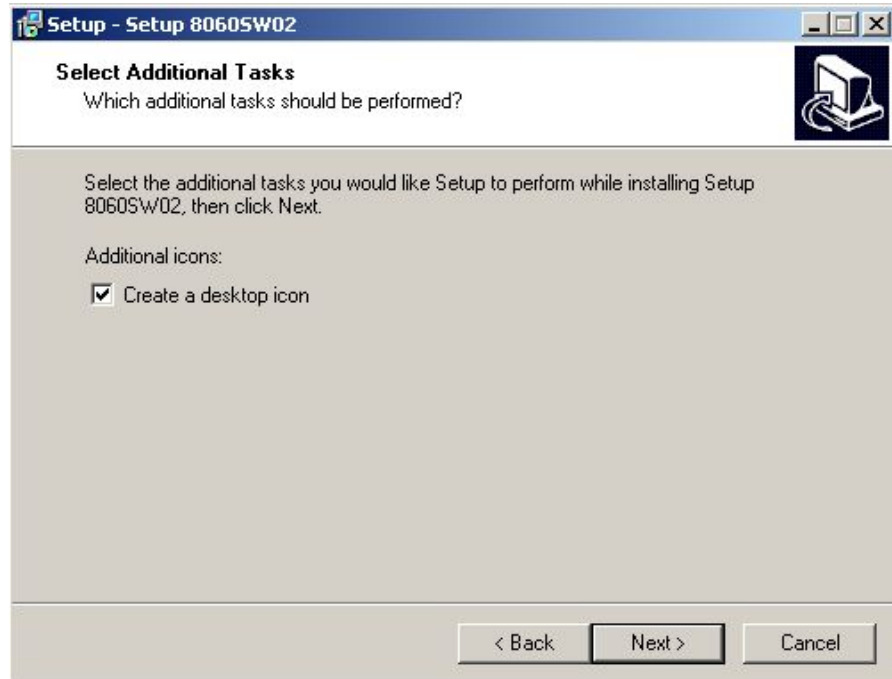 Setup - Setup 8060SW02
Select Additional Tasks
Which additional tasks should be performed?
Select the additional tasks you would like Setup to perform while installing Setup
8060SW02, then click Next.
Additional icons:
Create a desktop icon
< Back Next > Cancel